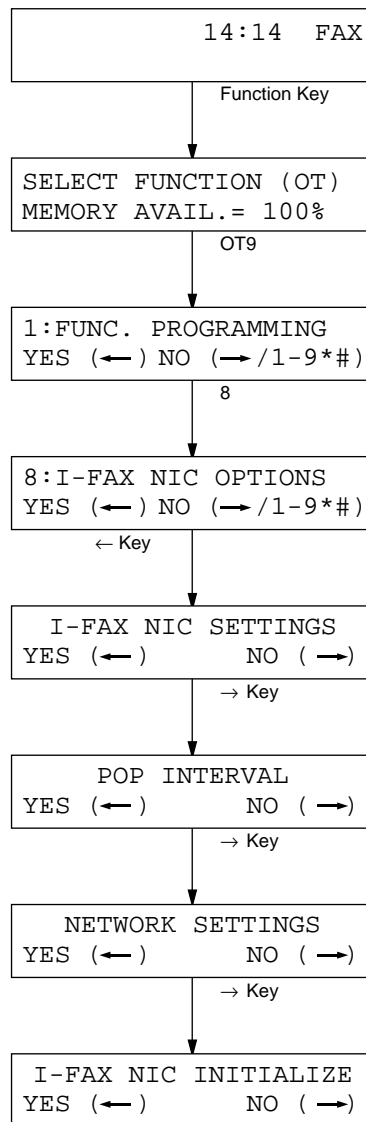 14:14 FAX
Function Key
SELECT FUNCTION (OT)
MEMORY AVAIL.= 100%
OT9
1:FUNC. PROGRAMMING
YES (←) NO (→/1-9*#)
8
8:I-FAX NIC OPTIONS
YES (←) NO (→/1-9*#)
← Key
I-FAX NIC SETTINGS
YES (←) NO (→)
→ Key
POP INTERVAL
YES (←) NO (→)
→ Key
NETWORK SETTINGS
YES (←) NO (→)
→ Key
I-FAX NIC INITIALIZE
YES (←) NO (→)